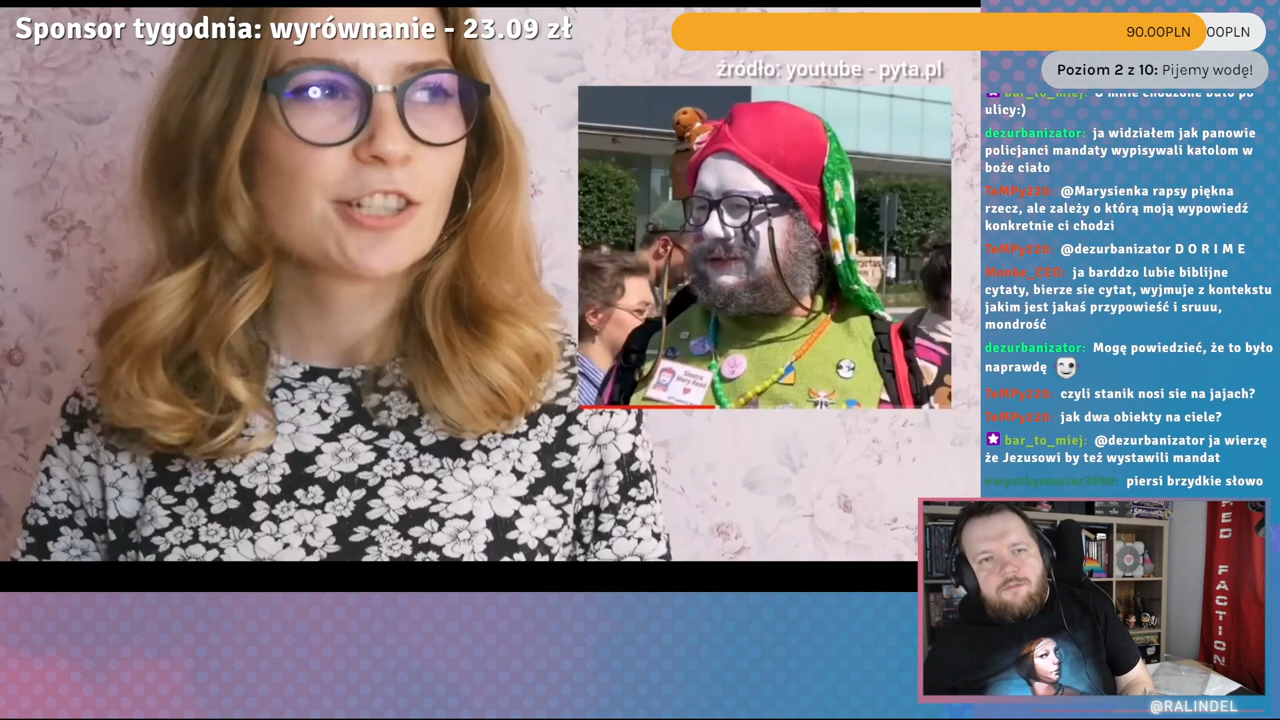 Sponsor tygodnia: wyrównanie - 23.09 zł
90.00PLN
00PLN
Poziom 2 z 10: Pijemy wodę!
źródło: youtube - pyta.pl
bar_to_miej:
ulicy:)
dezurbanizator: ja widziałem jak panowie
policjanci mandaty wypisywali katolom w
boże ciało
TeMPy220: @Marysienka rapsy piękna
rzecz, ale zależy o którą moją wypowiedź
konkretnie ci chodzi
TeMPy220: @dezurbanizator D O R I M E
ja barddzo lubie biblijne
cytaty, bierze sie cytat, wyjmuje z kontekstu
jakim jest jakaś przypowieść i sruuu,
mondrość
dezurbanizator: Mogę powiedzieć, że to było
naprawdę
TeMPy220: czyli stanik nosi sie na jajach?
TeMPy220: jak dwa obiekty na ciele?
bar_to_miej: @dezurbanizator ja wierzę
że Jezusowi by też wystawili mandat
piersi brzydkie słowo
Siostra
Mary Read
FACTION
@RALINDEL